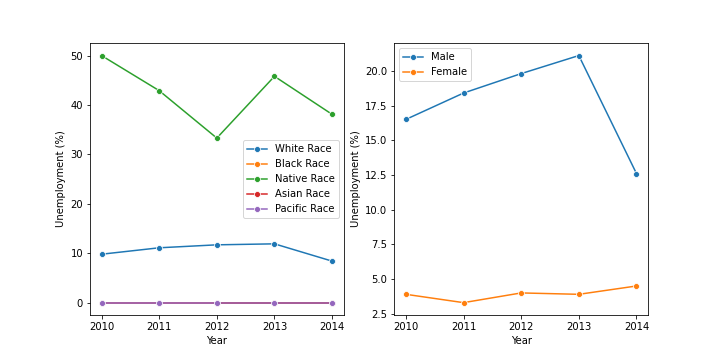 50
40
30
20
10
0
Unemployment (%)
2010 2011 2012 2013 2014
Year
White Race
Black Race
Native Race
Asian Race
Pacific Race
20.0
17.5
15.0
12.5
10.0
7.5
5.0
2.5
Unemployment (%)
2010 2011 2012 2013 2014
Year
Male
Female